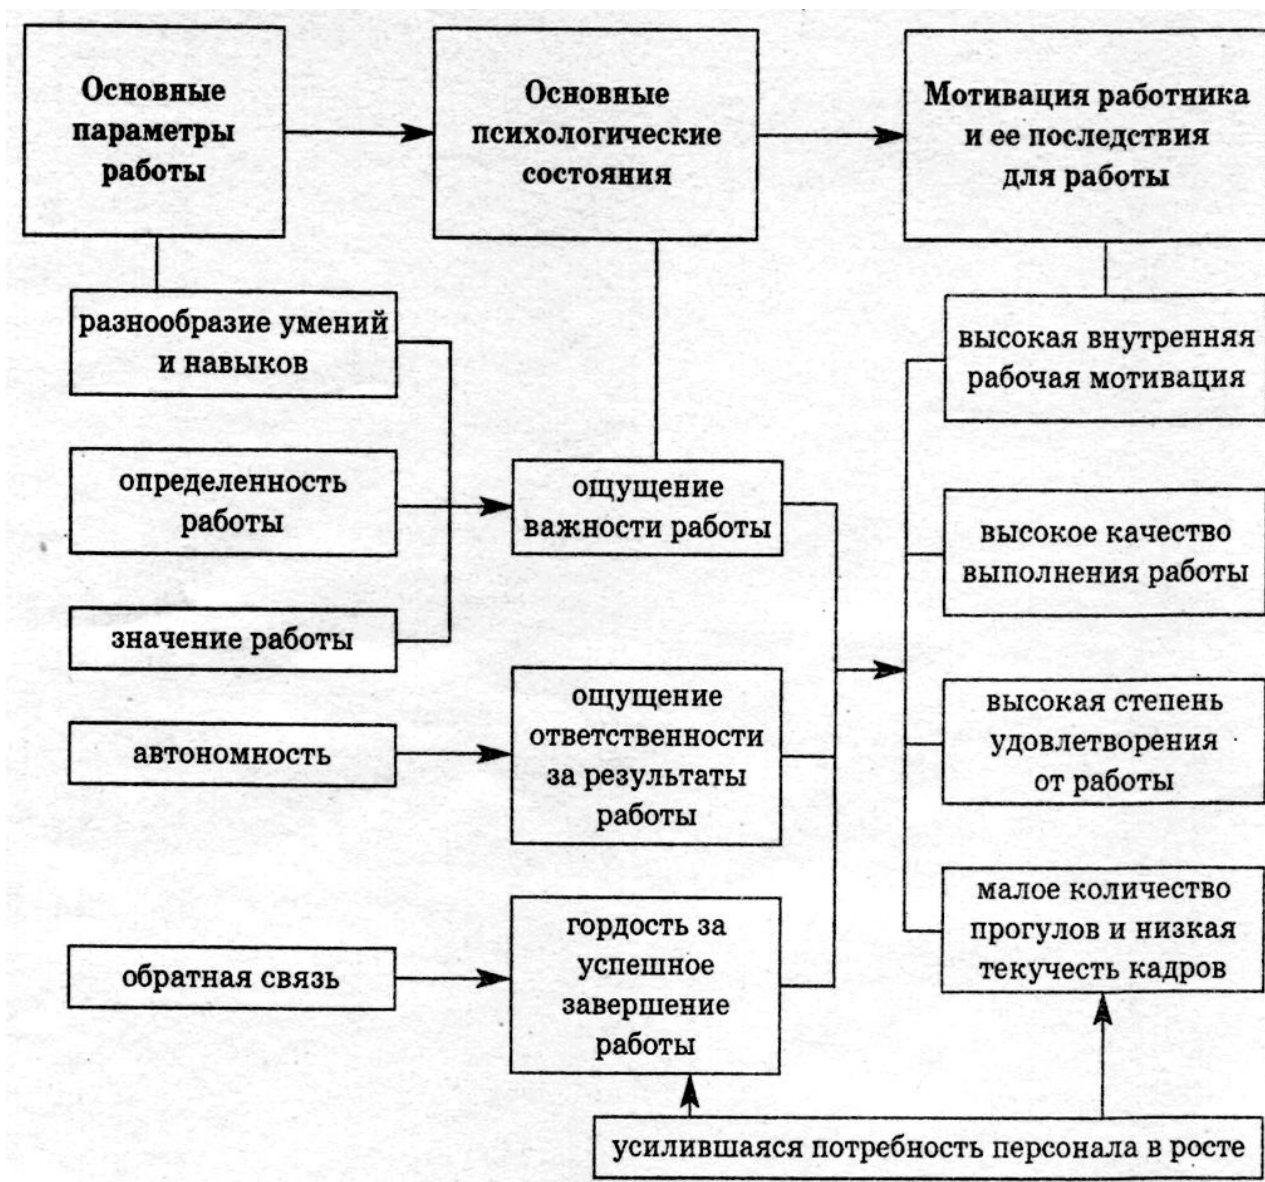 Основные
параметры
работы
Основные
психологические
состояния
Мотивация работника
и ее последствия
для работы
разнообразие умений
и навыков
определенность
работы
значение работы
автономность
обратная связь
ощущение
важности работы
ощущение
ответственности
за результаты
работы
гордость за
успешное
завершение
работы
высокая внутренняя
рабочая мотивация
высокое качество
выполнения работы
высокая степень
удовлетворения
от работы
малое количество
прогулов и низкая
текучесть кадров
усилившаяся потребность персонала в росте